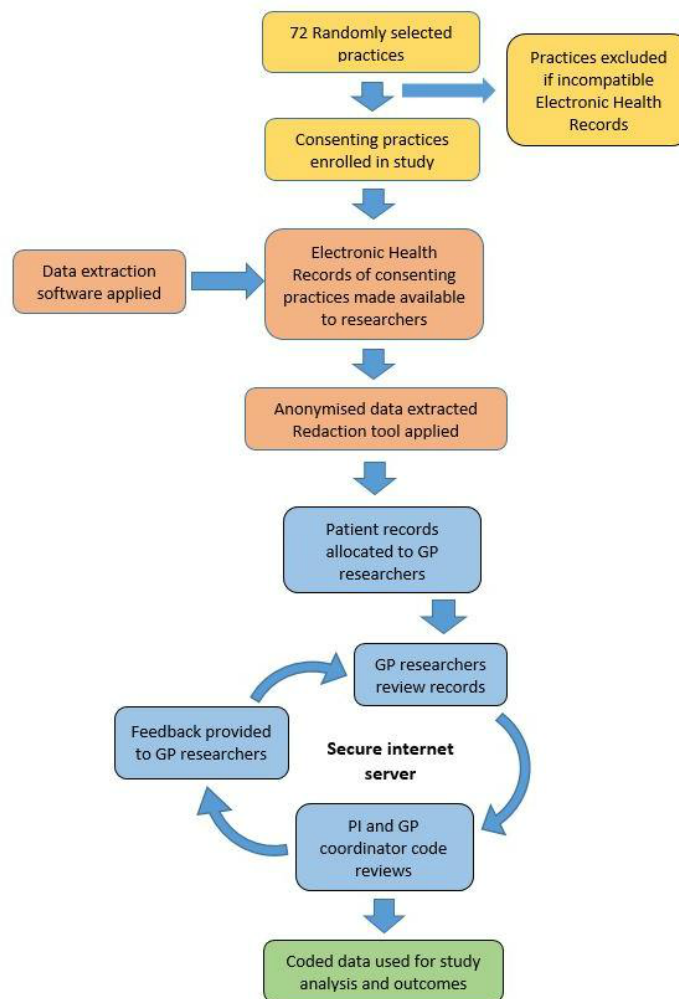 72 Randomly selected
practices
Practices excluded
if incompatible
Electronic Health
Records
Consenting practices
enrolled in study
Data extraction
software applied
Electronic Health
Records of consenting
practices made available
to researchers
Anonymised data extracted
Redaction tool applied
Patient records
allocated to GP
researchers
GP researchers
review records
Feedback provided
to GP researchers
Secure internet
server
PI and GP
coordinator code
reviews
Coded data used for study
analysis and outcomes